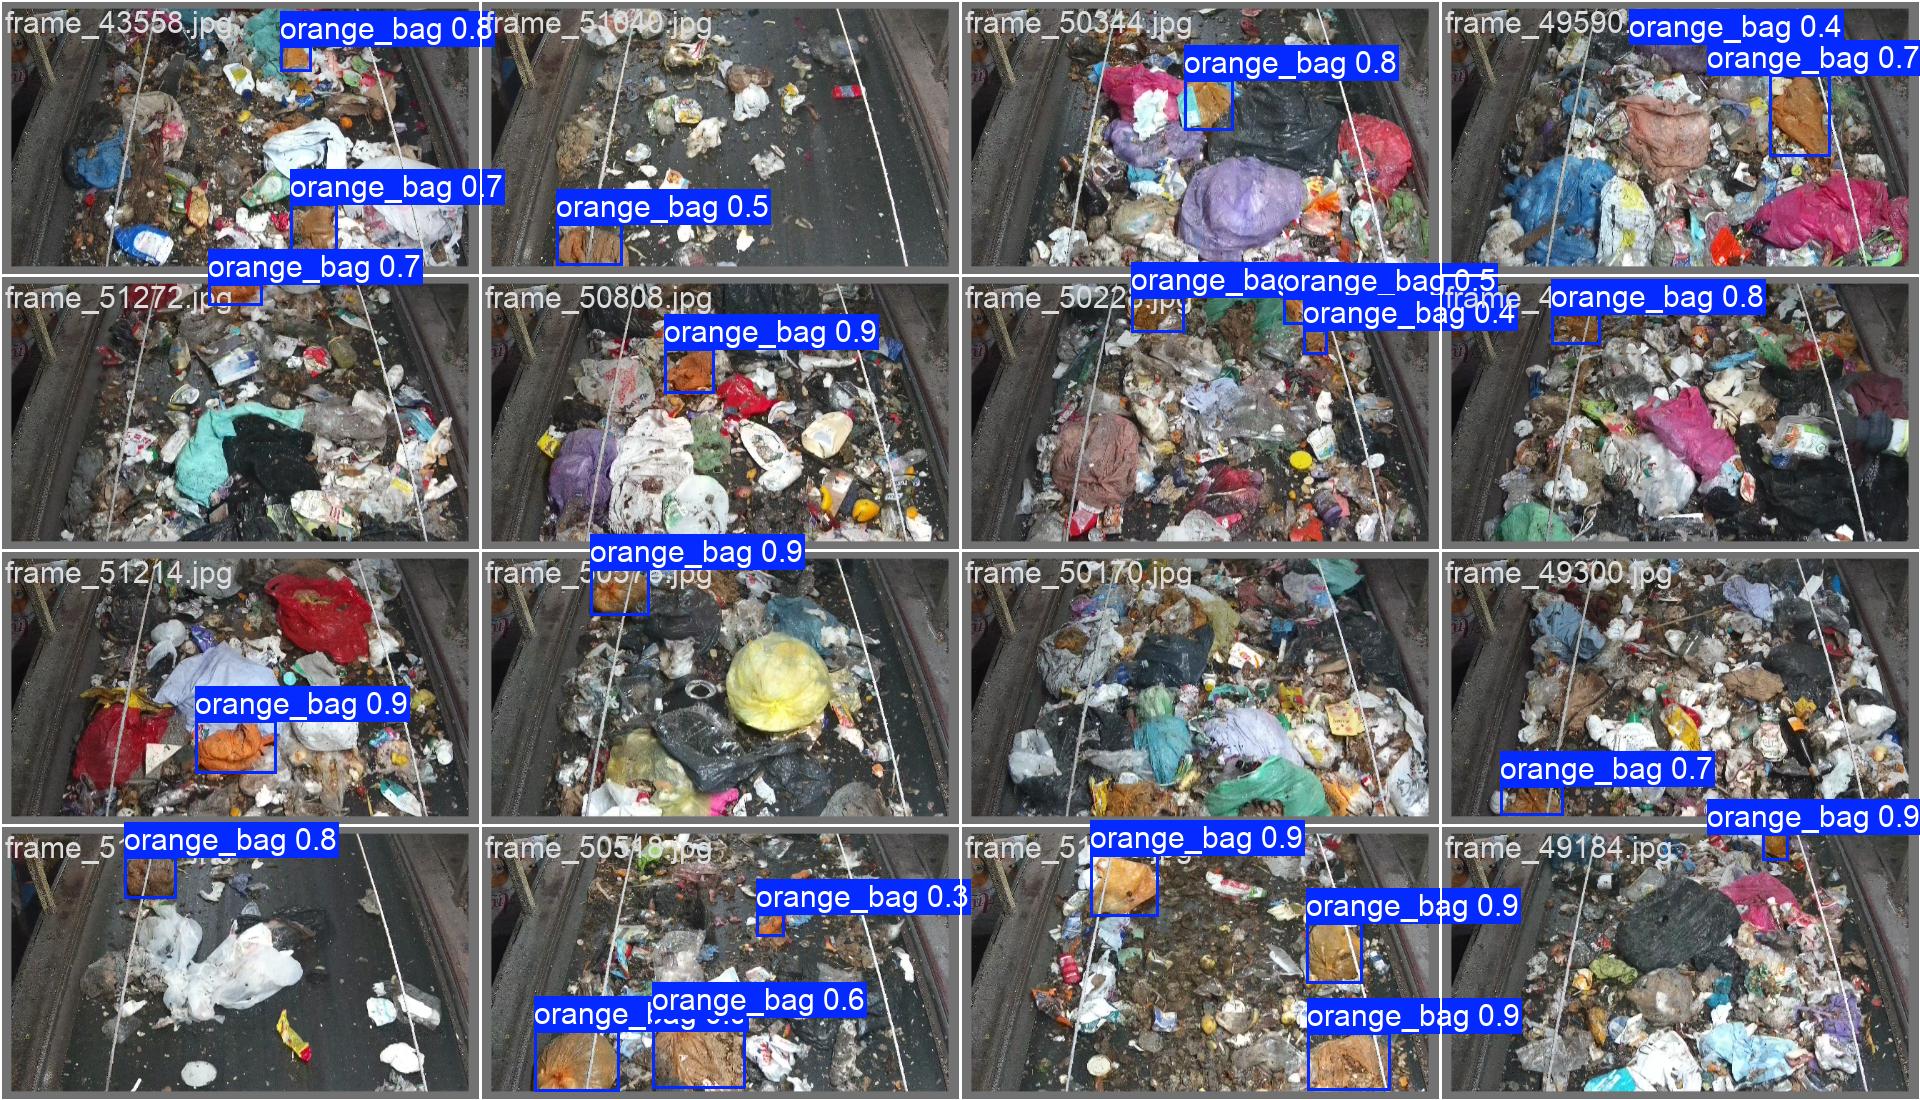 frame_43558.jpg
orange_bag 0.8
orange_bag 0.7
frame_51040.jpg
orange_bag 0.5
frame_50344.jpg
orange_bag 0.8
frame_49590
orange_bag 0.4
orange_bag 0.7
frame_51272.jpg
orange_bag 0.7
frame_50808.jpg
orange_bag 0.9
orange_bag 0.5
orange_bag 0.4
frame_4
orange_bag 0.8
frame_51214.jpg
orange_bag 0.9
orange_bag 0.9
frame_50170.jpg
frame_49300.jpg
orange_bag 0.7
frame_51
orange_bag 0.8
frame_50518.jpg
orange_bag 0.3
orange_bag 0.6
orange_bag 0.9
orange_bag 0.9
orange_bag 0.9
frame_49184.jpg
orange_bag 0.9